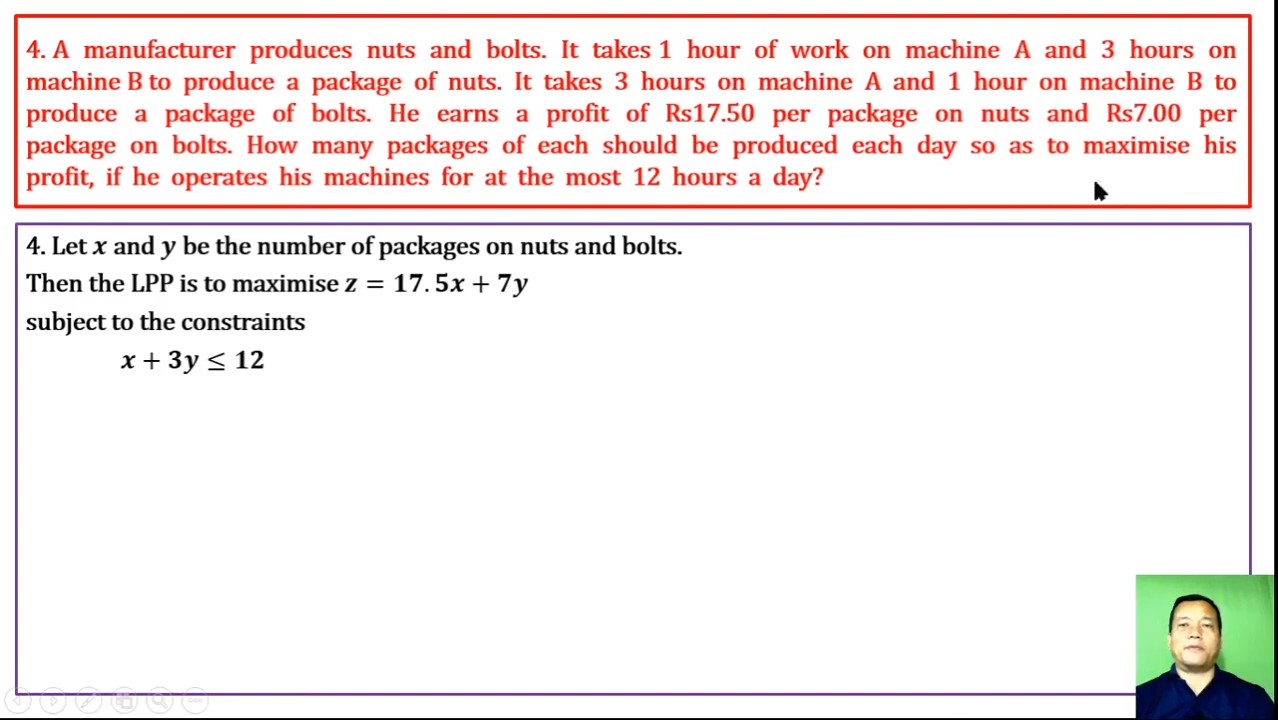 4. A manufacturer produces nuts and bolts. It takes 1 hour of work on machine A and 3 hours on
machine B to produce a package of nuts. It takes 3 hours on machine A and 1 hour on machine B to
produce a package of bolts. He earns a profit of Rs17.50 per package on nuts and Rs7.00 per
package on bolts. How many packages of each should be produced each day so as to maximise his
profit, if he operates his machines for at the most 12 hours a day?
4. Let x and y be the number of packages on nuts and bolts.
Then the LPP is to maximise z = 17.5x + 7y
subject to the constraints
x + 3y ≤ 12